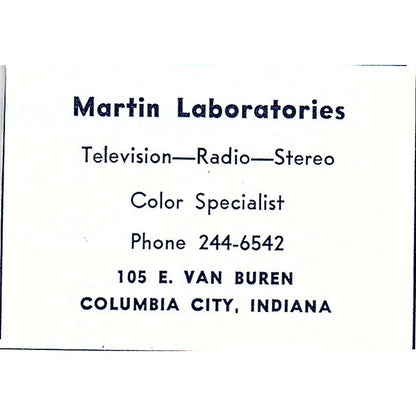 Martin Laboratories
Television—Radio—Stereo
Color Specialist
Phone 244-6542
105 E. VAN BUREN
COLUMBIA CITY, INDIANA